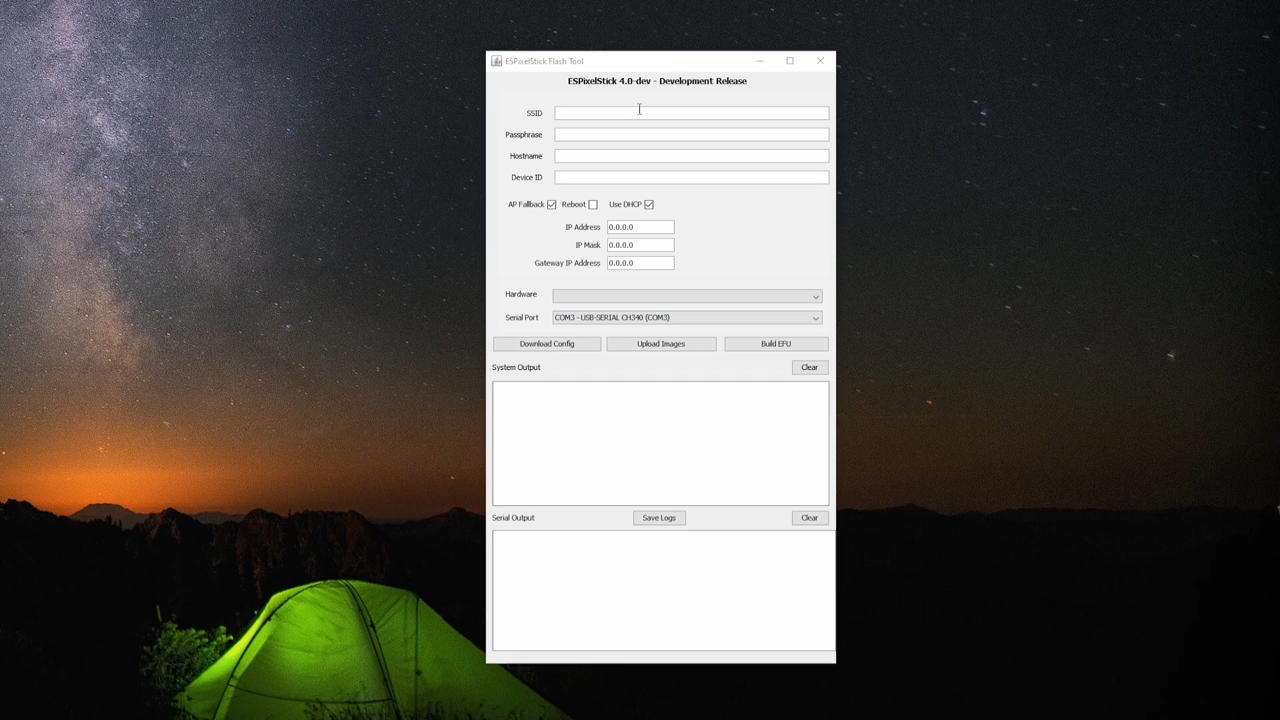 ESPixelStick Flash Tool
ESPixelStick 4.0-dev - Development Release
SSID
Passphrase
Hostname
Device ID
AP Fallback Reboot Use DHCP
IP Address 0.0.0.0
IP Mask 0.0.0.0
Gateway IP Address 0.0.0.0
Hardware
Serial Port COM3 - USB-SERIAL CH340 (COM3)
Download Config Upload Images Build EFU
System Output Clear
Serial Output Save Logs Clear